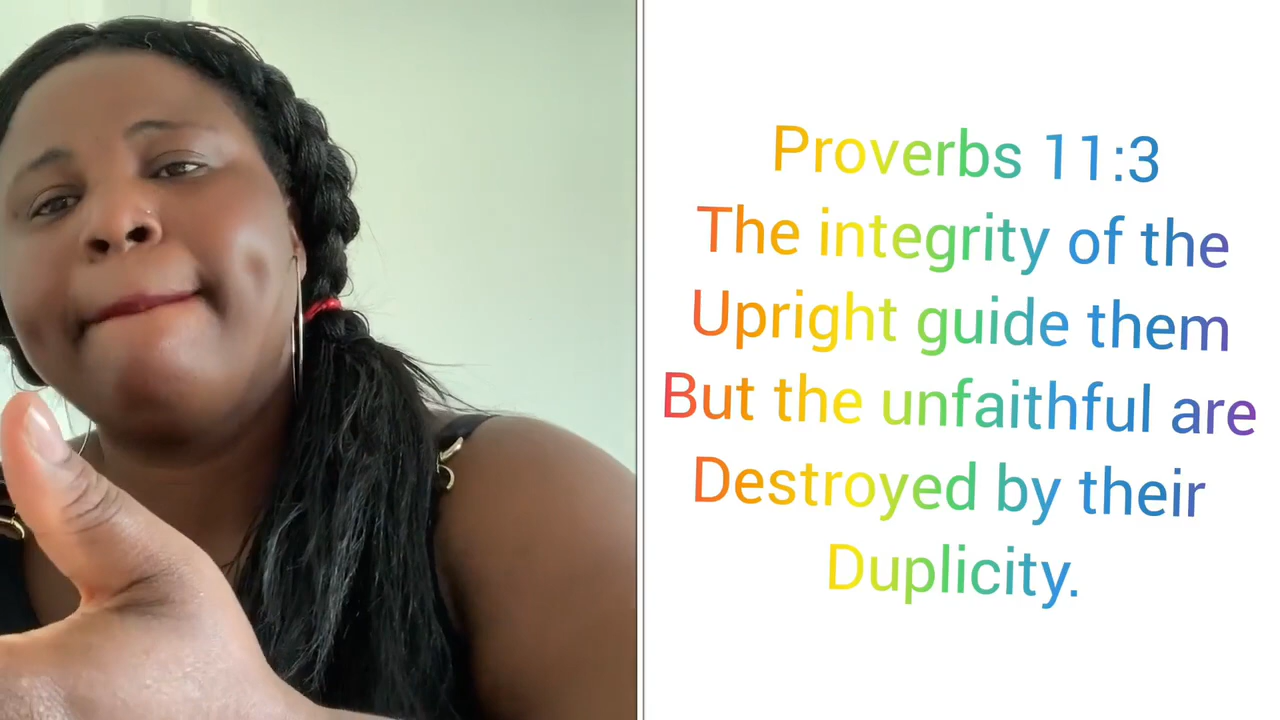 Proverbs 11:3
The integrity of the
Upright guide them
But the unfaithful are
Destroyed by their
Duplicity.